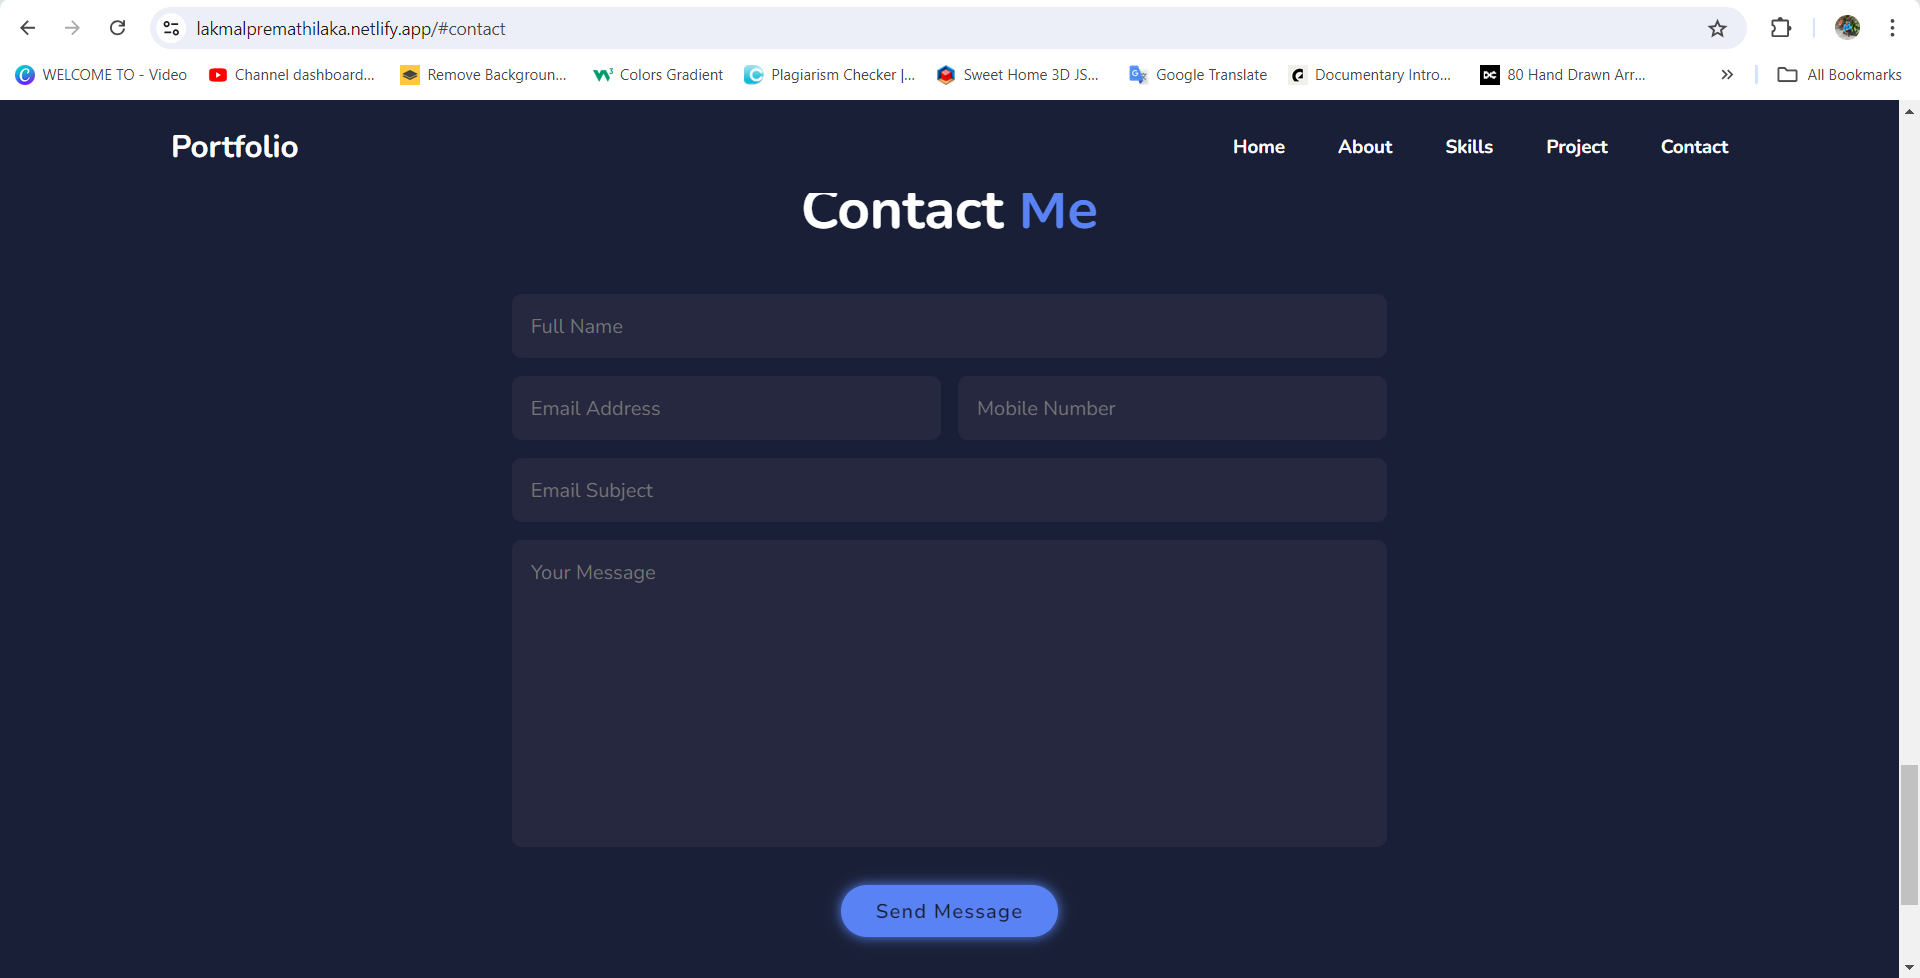 lakmalpremathilaka.netlify.app/#contact
WELCOME TO - Video
Channel dashboard...
Remove Backgroun...
Colors Gradient
Plagiarism Checker |...
Sweet Home 3D JS...
Google Translate
Documentary Intro...
80 Hand Drawn Arr...
All Bookmarks
Portfolio
Home
About
Skills
Project
Contact
Contact Me
Full Name
Email Address
Mobile Number
Email Subject
Your Message
Send Message